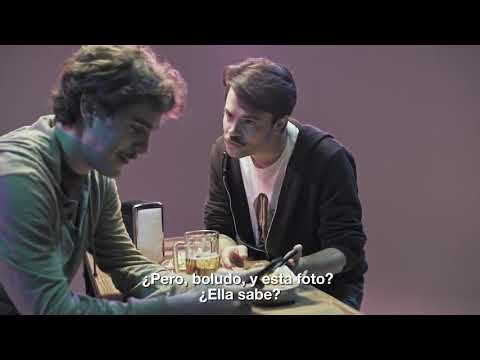 ¿Pero, boludo, y esta foto?
¿Ella sabe?